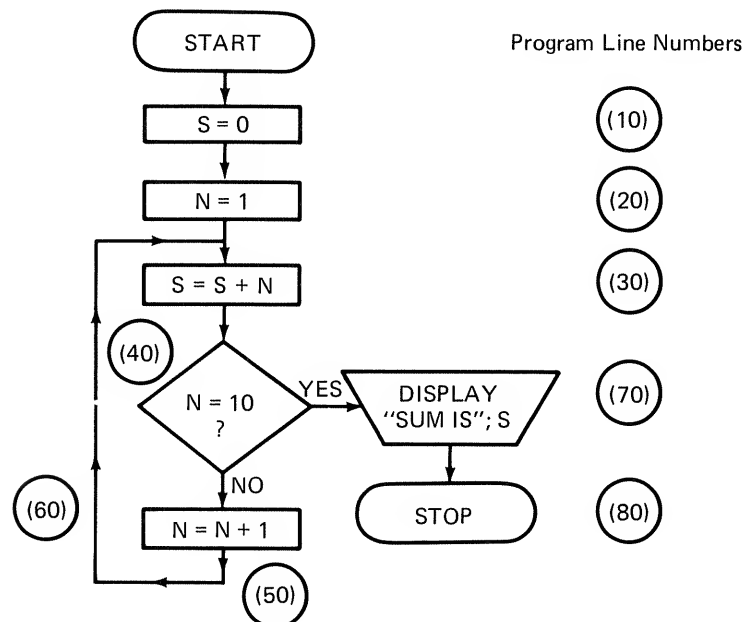 START
Program Line Numbers
S = 0
(10)
N = 1
(20)
S = S + N
(30)
(40)
N = 10
?
YES
DISPLAY
“SUM IS”; S
(70)
NO
(60)
N = N + 1
STOP
(80)
(50)